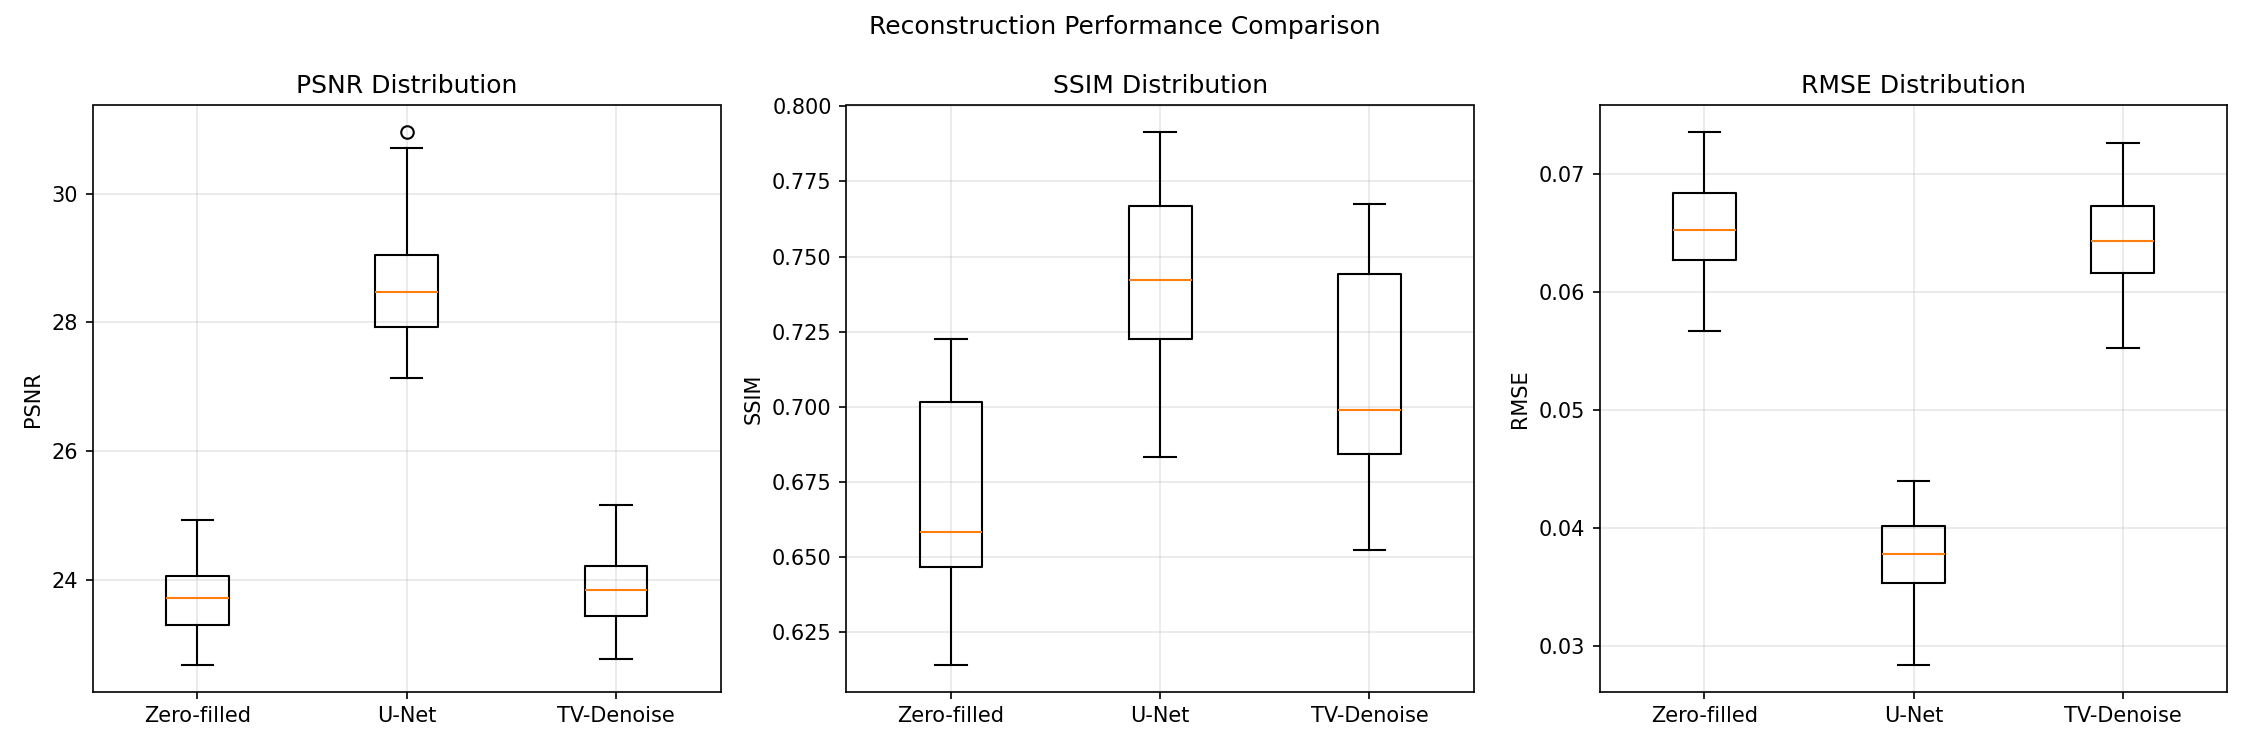 Reconstruction Performance Comparison
PSNR Distribution
PSNR
30
28
26
24
Zero-filled
U-Net
TV-Denoise
SSIM Distribution
SSIM
0.800
0.775
0.750
0.725
0.700
0.675
0.650
0.625
Zero-filled
U-Net
TV-Denoise
RMSE Distribution
RMSE
0.07
0.06
0.05
0.04
0.03
Zero-filled
U-Net
TV-Denoise